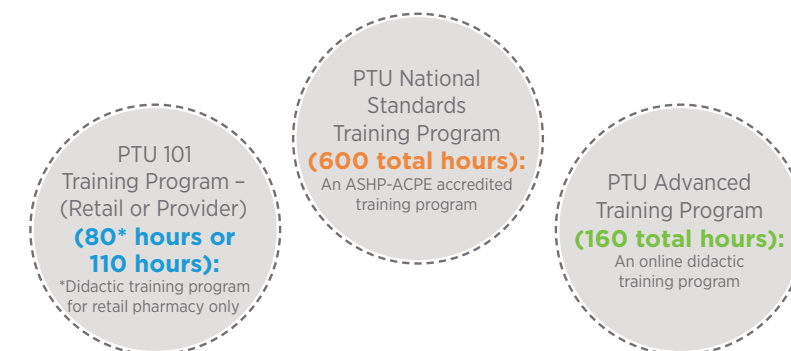 PTU 101
Training Program –
(Retail or Provider)
(80* hours or
110 hours):
*Didactic training program
for retail pharmacy only
PTU National
Standards
Training Program
(600 total hours):
An ASHP-ACPE accredited
training program
PTU Advanced
Training Program
(160 total hours):
An online didactic
training program